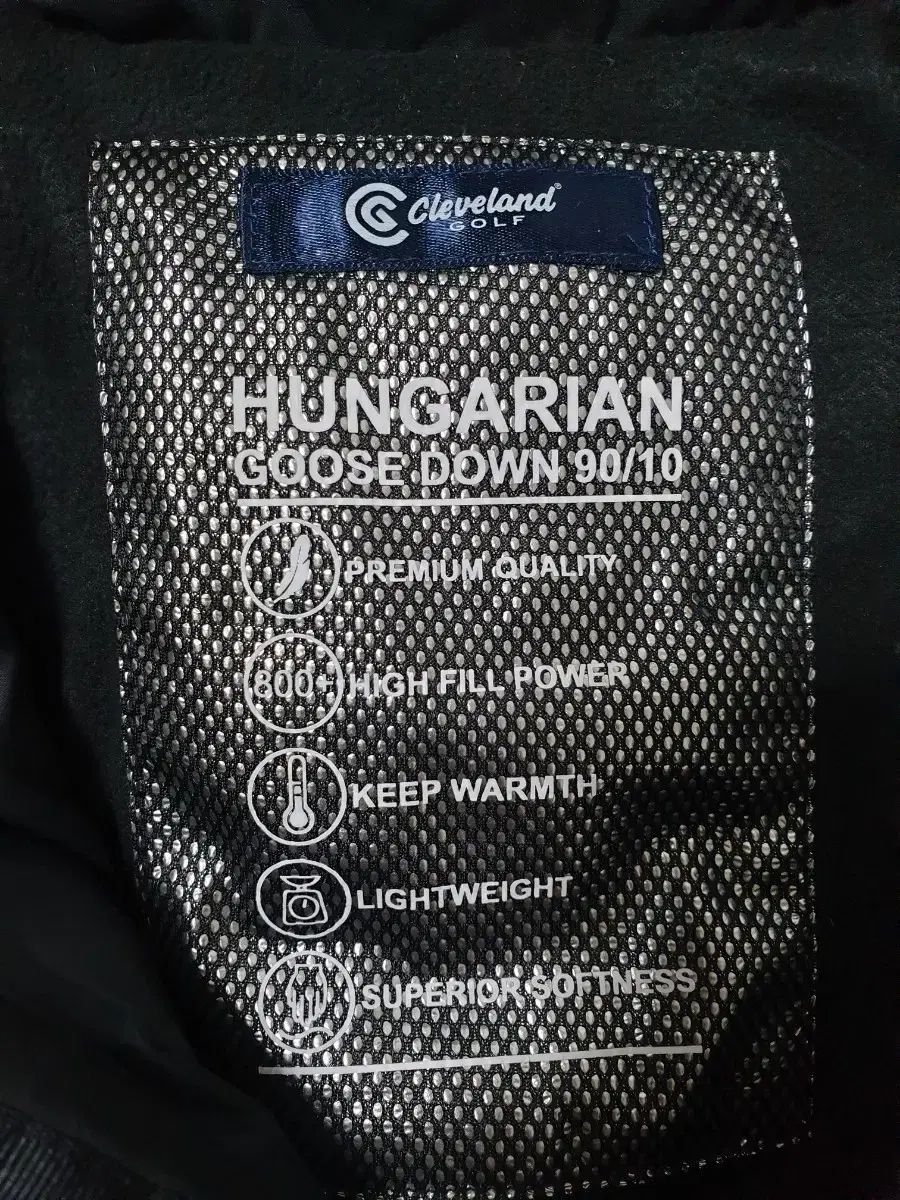 Cleveland®
GOLF
HUNGARIAN
GOOSE DOWN 90/10
PREMIUM QUALITY
800+ HIGH FILL POWER
KEEP WARMTH
LIGHTWEIGHT
SUPERIOR SOFTNESS